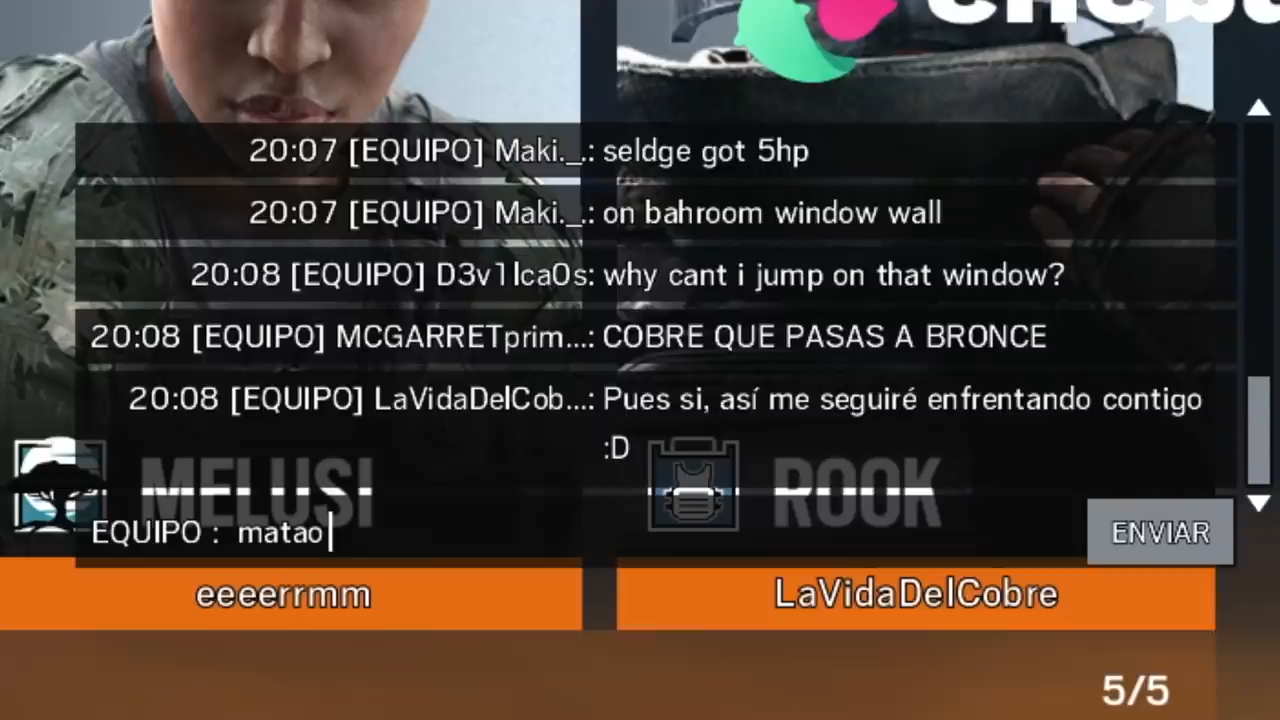 20:07 [EQUIPO] Maki._.: seldge got 5hp
20:07 [EQUIPO] Maki._.: on bahroom window wall
20:08 [EQUIPO] D3v1lca0s: why cant i jump on that window?
20:08 [EQUIPO] MCGARRETprim...: COBRE QUE PASAS A BRONCE
20:08 [EQUIPO] LaVidaDelCob...: Pues si, así me seguiré enfrentando contigo
:D
MELUSI
ROOK
EQUIPO : matao
ENVIAR
eeeerrmm
LaVidaDelCobre
5/5